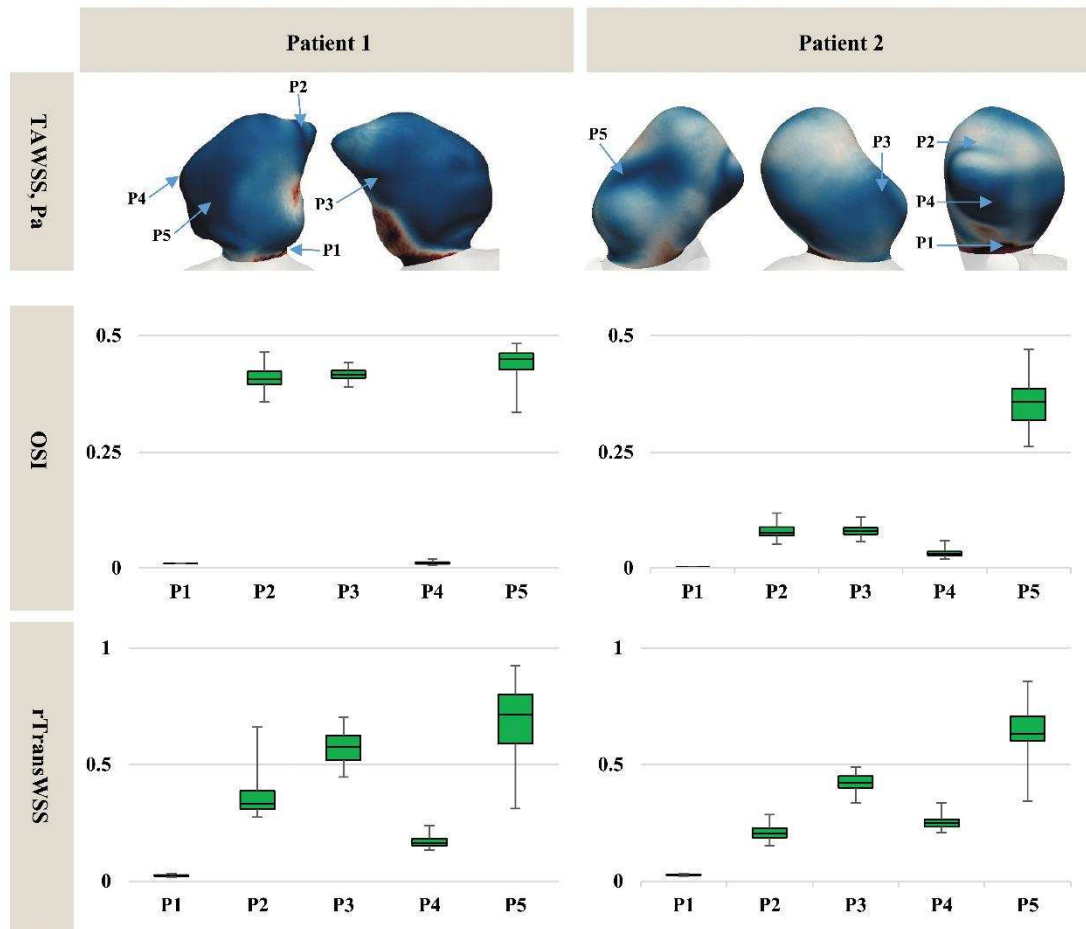 Patient 1
Patient 2
TAWSS, Pa
P2
P4
P5
P3
P1
P5
P3
P2
P4
P1
OSI
0.5
0.25
0
P1 P2 P3 P4 P5
0.5
0.25
0
P1 P2 P3 P4 P5
rTransWSS
1
0.5
0
P1 P2 P3 P4 P5
1
0.5
0
P1 P2 P3 P4 P5